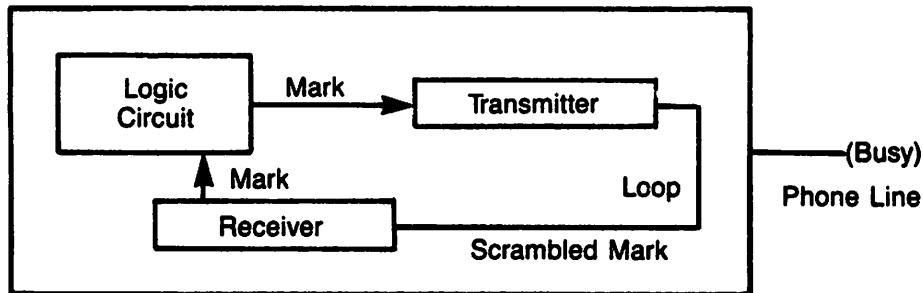 Logic
Circuit
Mark
Transmitter
(Busy)
Mark
Loop
Phone Line
Receiver
Scrambled Mark